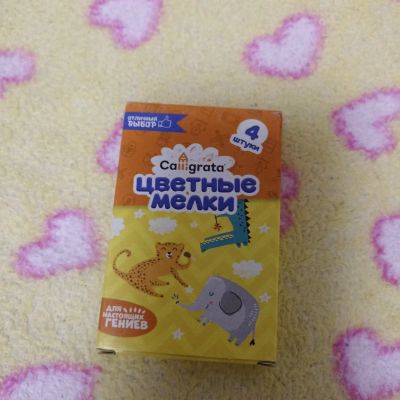 ОТЛИЧНЫЙ
ВЫБОР
4
ШТУКИ
Calligrata
ЦВЕТНЫЕ
МЕЛКИ
ДЛЯ
НАСТОЯЩИХ
ГЕНИЕВ